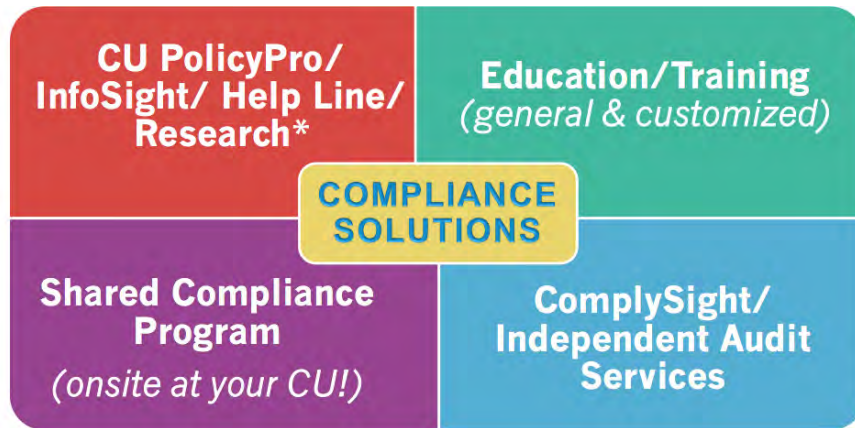 CU PolicyPro/
InfoSight/ Help Line/
Research*
Education/Training
(general & customized)
COMPLIANCE
SOLUTIONS
Shared Compliance
Program
(onsite at your CU!)
ComplySight/
Independent Audit
Services